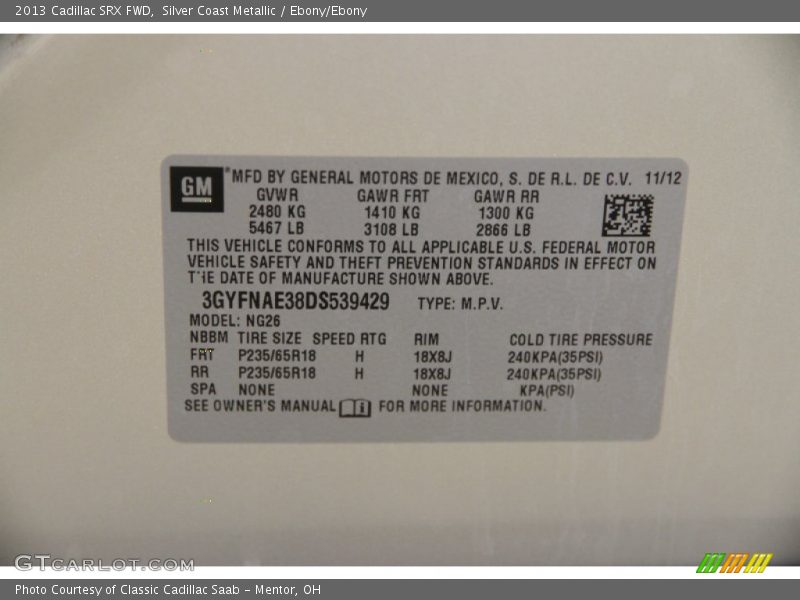 2013 Cadillac SRX FWD,  Silver Coast Metallic / Ebony/Ebony
GM
*MFD BY GENERAL MOTORS DE MEXICO, S. DE R.L. DE C.V. 11/12
GVWR GAWR FRT GAWR RR
2480 KG 1410 KG 1300 KG
5467 LB 3108 LB 2866 LB
THIS VEHICLE CONFORMS TO ALL APPLICABLE U.S. FEDERAL MOTOR
VEHICLE SAFETY AND THEFT PREVENTION STANDARDS IN EFFECT ON
THE DATE OF MANUFACTURE SHOWN ABOVE.
3GYFNAE38DS539429 TYPE: M.P.V.
MODEL: NG26
NBBM TIRE SIZE SPEED RTG RIM COLD TIRE PRESSURE
FRT P235/65R18 H 18X8J 240KPA(35PSI)
RR P235/65R18 H 18X8J 240KPA(35PSI)
SPA NONE NONE KPA(PSI)
SEE OWNER'S MANUAL i FOR MORE INFORMATION.
GTCARLOT.COM
Photo Courtesy of Classic Cadillac Saab - Mentor, OH